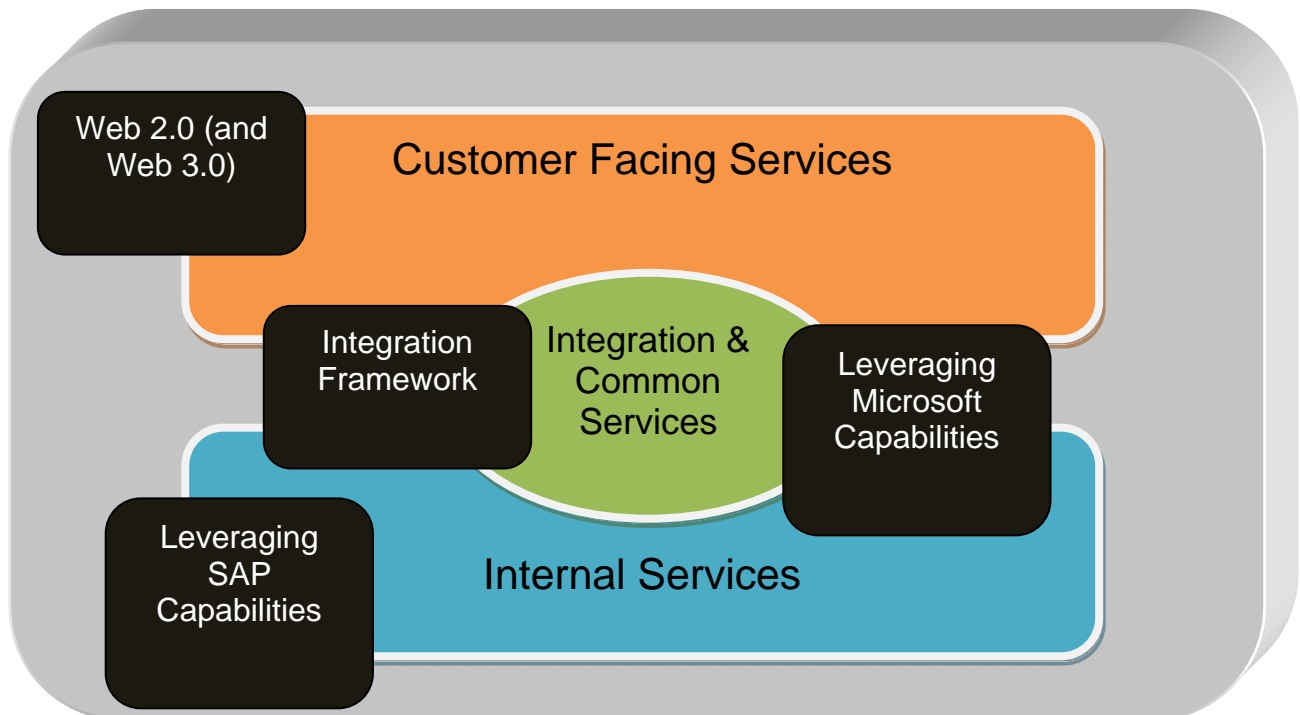 Web 2.0 (and
Web 3.0)
Customer Facing Services
Integration
Framework
Integration &
Common
Services
Leveraging
Microsoft
Capabilities
Leveraging
SAP
Capabilities
Internal Services